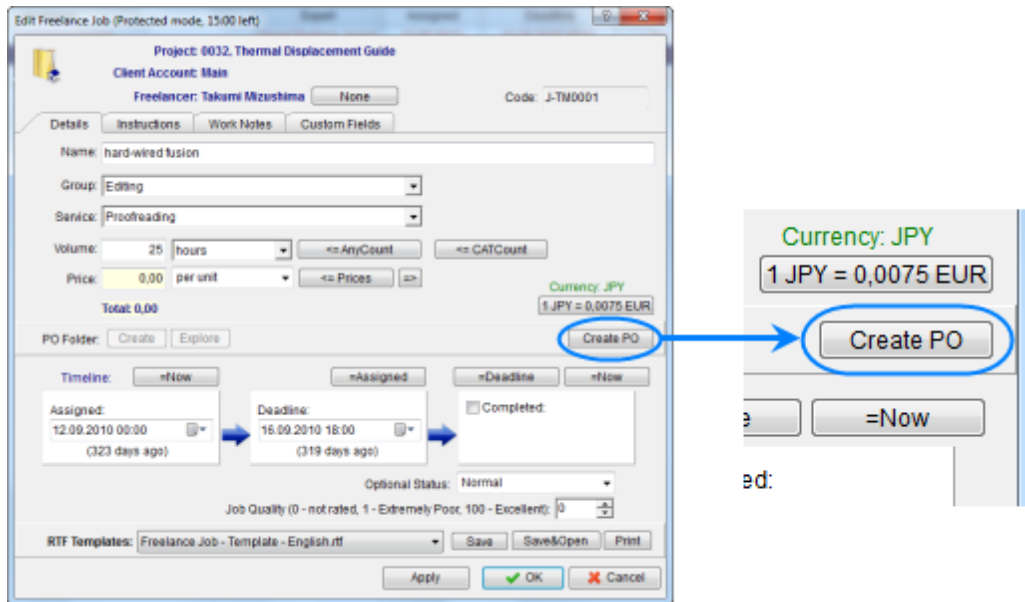 Edit Freelance Job (Protected mode, 15:00 left)
Project: 0032, Thermal Displacement Guide
Client Account: Main
Freelancer: Takumi Mizushima None Code: J-TM0001
Details Instructions Work Notes Custom Fields
Name: hard-wired fusion
Group: Editing
Service: Proofreading
Volume: 25 hours <= AnyCount <= CATCount
Price: 0,00 per unit <= Prices =>
Currency: JPY
Total: 0,00 1 JPY = 0,0075 EUR
PO Folder: Create Explore Create PO
Timeline: =Now =Assigned =Deadline =Now
Assigned: Deadline: Completed:
12.09.2010 00:00 16.09.2010 18:00
(323 days ago) (319 days ago)
Optional Status: Normal
Job Quality (0 - not rated, 1 - Extremely Poor, 100 - Excellent): 0
RTF Templates: Freelance Job - Template - English.rtf Save Save&Open Print
Apply OK Cancel
Currency: JPY
1 JPY = 0,0075 EUR
Create PO
e =Now
ed: